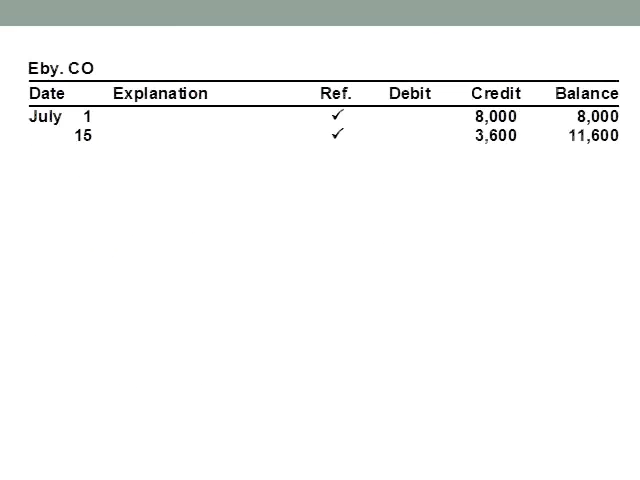 Eby. CO
Date Explanation Ref. Debit Credit Balance
July 1 ✓ 8,000 8,000
15 ✓ 3,600 11,600